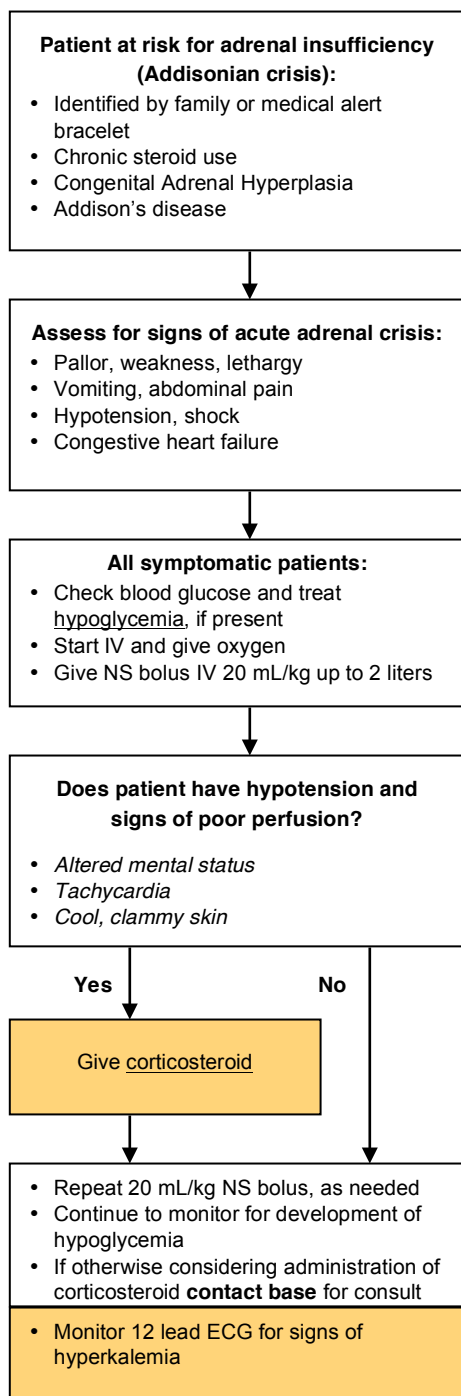 Patient at risk for adrenal insufficiency
(Addisonian crisis):
• Identified by family or medical alert
bracelet
• Chronic steroid use
• Congenital Adrenal Hyperplasia
• Addison’s disease
Assess for signs of acute adrenal crisis:
• Pallor, weakness, lethargy
• Vomiting, abdominal pain
• Hypotension, shock
• Congestive heart failure
All symptomatic patients:
• Check blood glucose and treat
hypoglycemia, if present
• Start IV and give oxygen
• Give NS bolus IV 20 mL/kg up to 2 liters
Does patient have hypotension and
signs of poor perfusion?
• Altered mental status
• Tachycardia
• Cool, clammy skin
Yes
No
Give corticosteroid
• Repeat 20 mL/kg NS bolus, as needed
• Continue to monitor for development of
hypoglycemia
• If otherwise considering administration of
corticosteroid contact base for consult
• Monitor 12 lead ECG for signs of
hyperkalemia